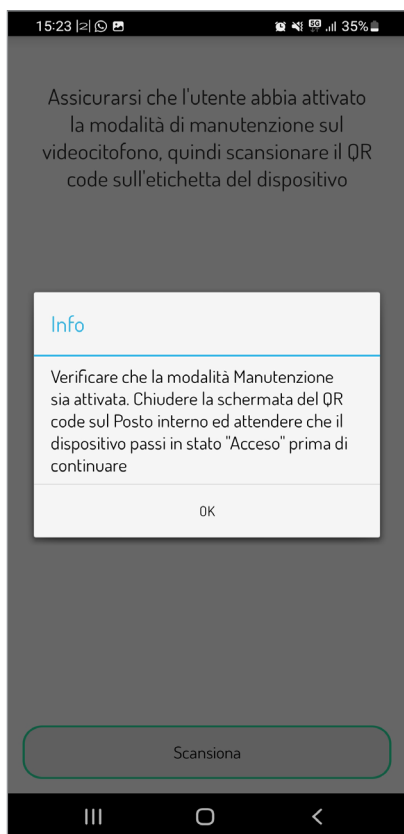 15:23
5G
35%
Assicurarsi che l'utente abbia attivato
la modalità di manutenzione sul
videocitofono, quindi scansionare il QR
code sull'etichetta del dispositivo
Info
Verificare che la modalità Manutenzione
sia attivata. Chiudere la schermata del QR
code sul Posto interno ed attendere che il
dispositivo passi in stato "Acceso" prima di
continuare
OK
Scansiona